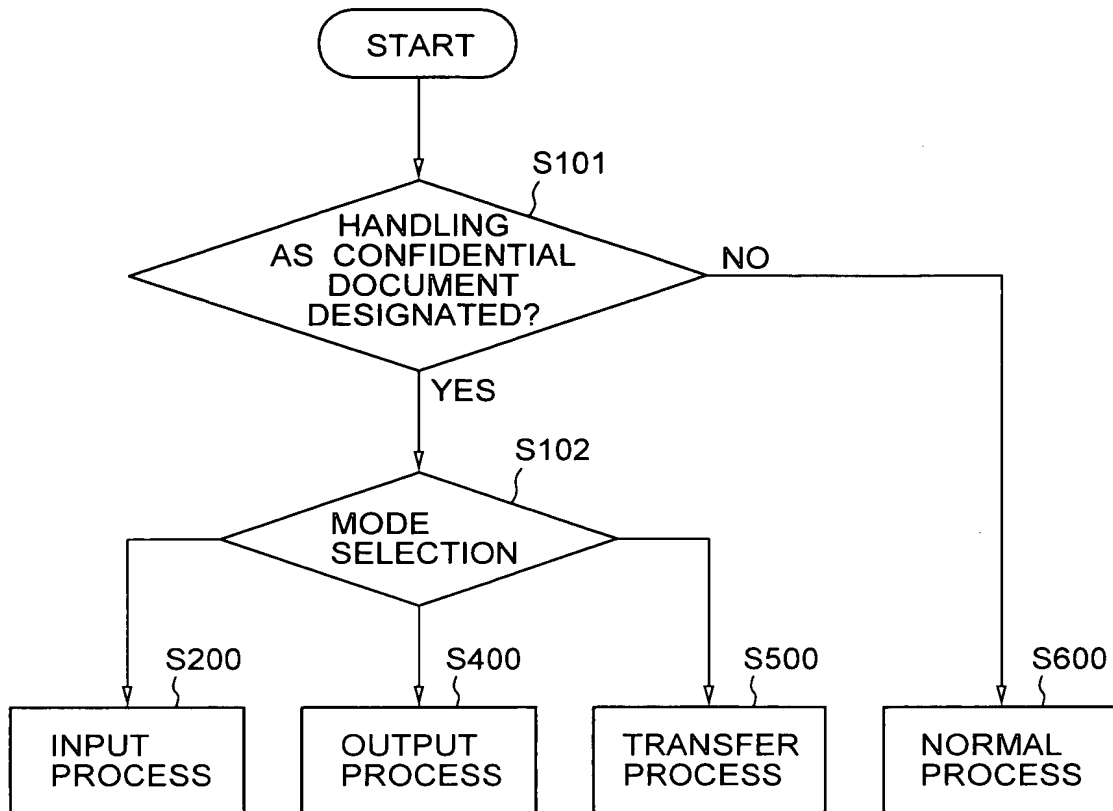 START
S101
HANDLING
AS CONFIDENTIAL
DOCUMENT
DESIGNATED?
NO
YES
S102
MODE
SELECTION
S200
S400
S500
S600
INPUT
PROCESS
OUTPUT
PROCESS
TRANSFER
PROCESS
NORMAL
PROCESS